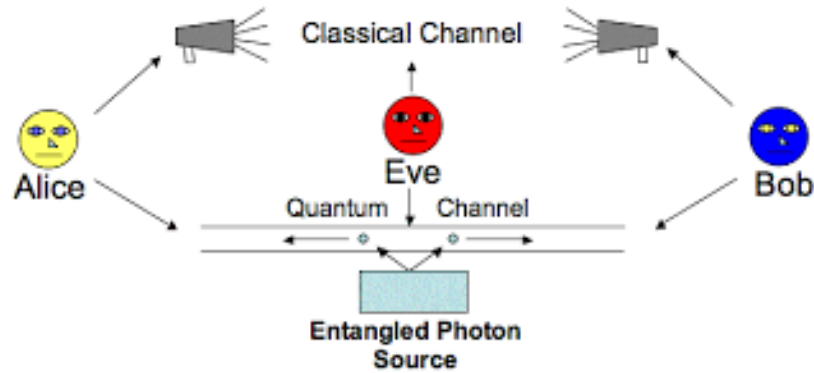 Classical Channel
Alice
Eve
Bob
Quantum Channel
Entangled Photon
Source